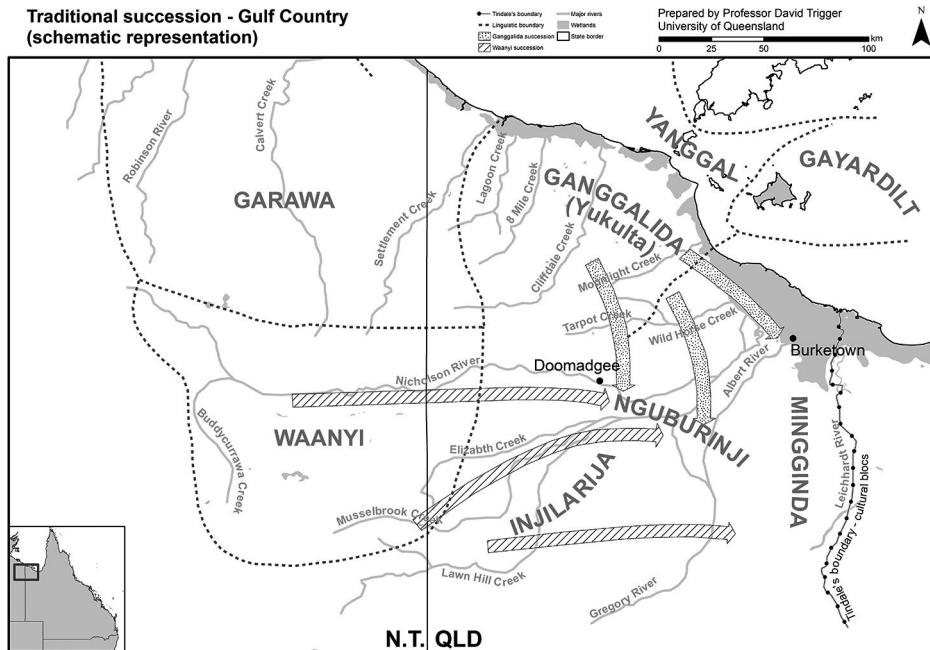 Traditional succession - Gulf Country
(schematic representation)
Tindale's boundary
Linguistic boundary
Ganggalida succession
Waanyi succession
Major rivers
Wetlands
State border
Prepared by Professor David Trigger
University of Queensland
0 25 50 100
km
N
Robinson River
Calvert Creek
GARAWA
Settlement Creek
Lagoon Creek
8 Mile Creek
Cliffdale Creek
GANGGALIDA
(Yukulta)
YANGGAL
GAYARDILT
Moonlight Creek
Tarpot Creek
Wild Horse Creek
Albert River
Burketown
Doomadgee
Nicholson River
NGUBURINJI
MINGGINDA
WAANYI
Buddycurrawa Creek
Elizabth Creek
INJILARIJA
Musselbrook Creek
Lawn Hill Creek
Gregory River
Leichhardt River
Tindale's boundary - cultural blocs
N.T. QLD